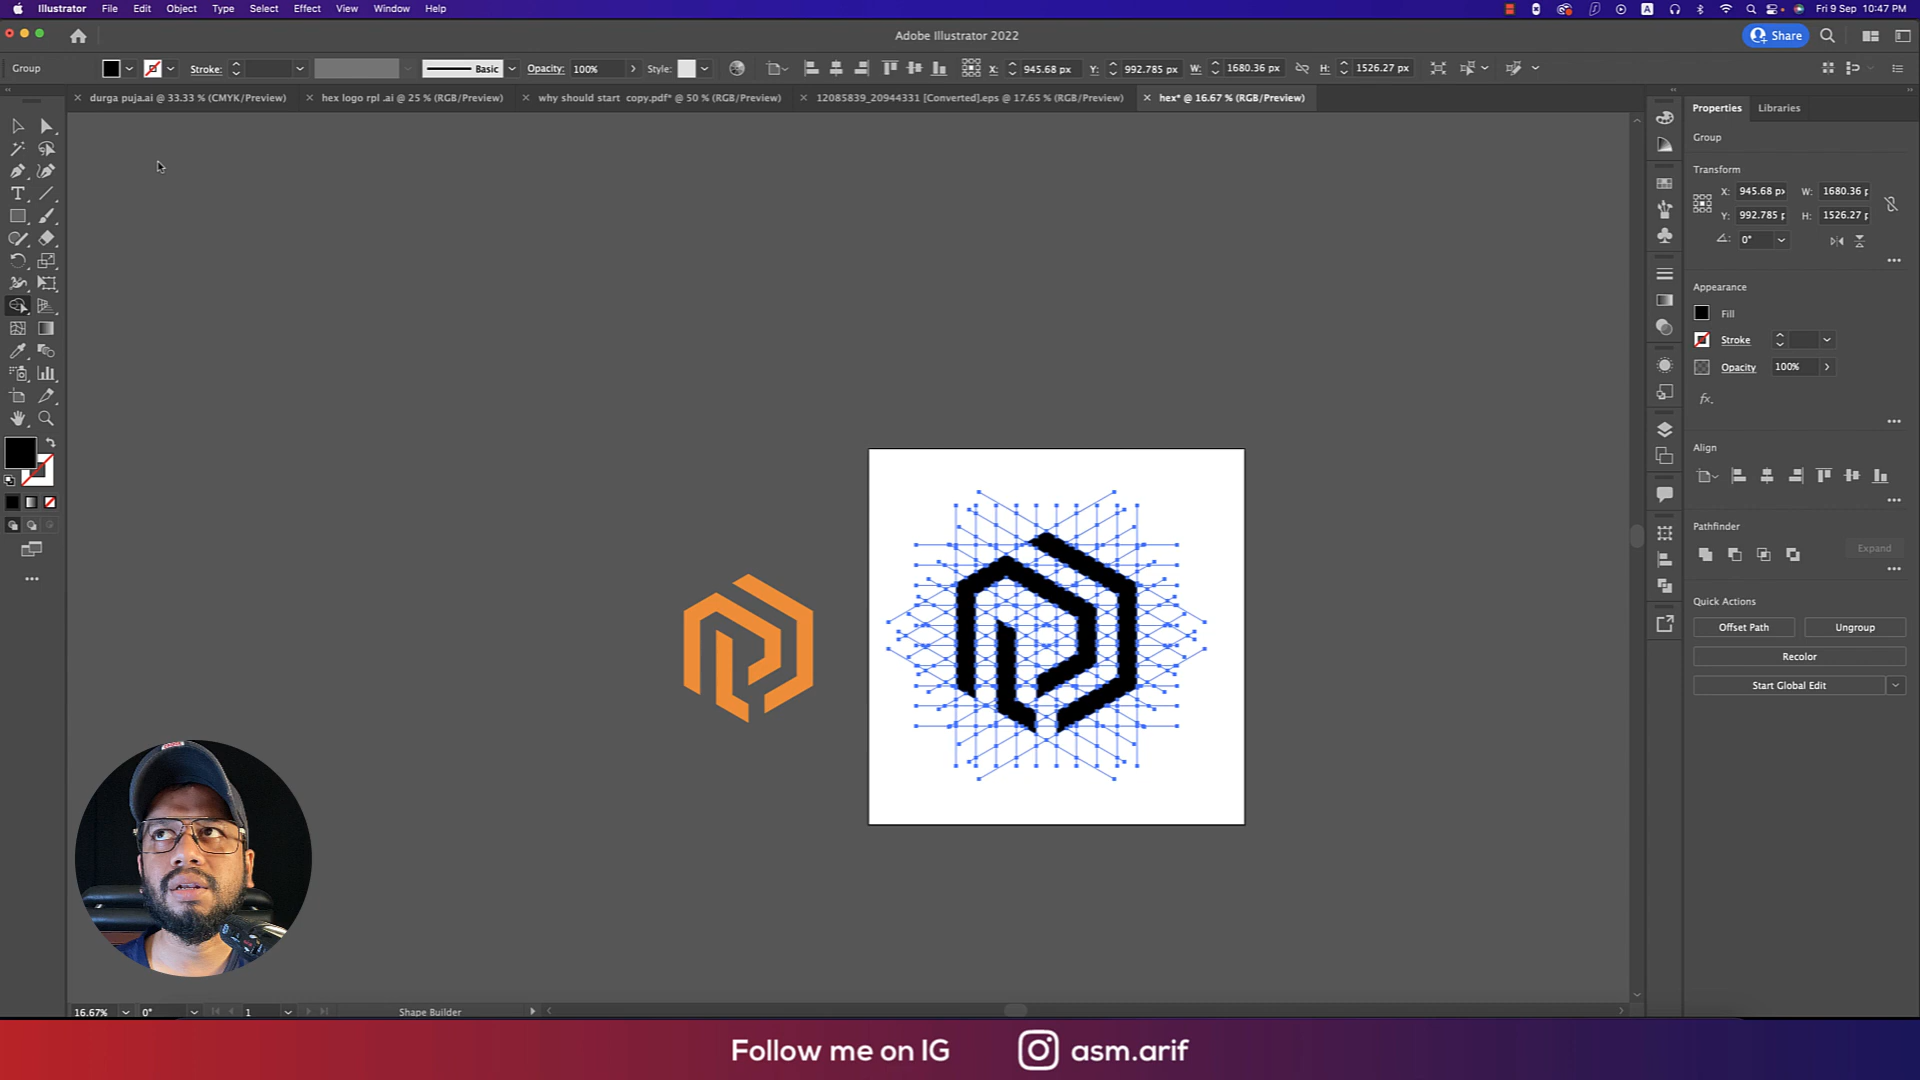 Illustrator File Edit Object Type Select Effect View Window Help
A Fri 9 Sep 10:47 PM
Adobe Illustrator 2022
Share
Group Stroke: Basic Opacity: 100% Style: X: 945.68 px Y: 992.785 px W: 1680.36 px H: 1526.27 px
durga puja.ai @ 33.33 % (CMYK/Preview) hex logo rpl .ai @ 25 % (RGB/Preview) why should start copy.pdf* @ 50 % (RGB/Preview) 12085839_20944331 [Converted].eps @ 17.65 % (RGB/Preview) hex* @ 16.67 % (RGB/Preview)
Properties Libraries
Group
Transform
X: 945.68 px W: 1680.36 p
Y: 992.785 p H: 1526.27 p
0°
Appearance
Fill
Stroke
Opacity 100%
fx.
Align
Pathfinder
Expand
Quick Actions
Offset Path Ungroup
Recolor
Start Global Edit
16.67% 0° 1 Shape Builder
Follow me on IG asm.arif